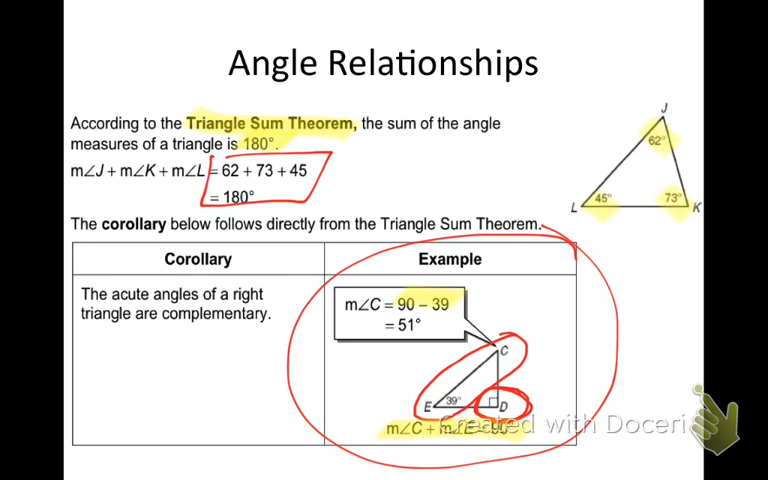 Angle Relationships
According to the Triangle Sum Theorem, the sum of the angle
measures of a triangle is 180°.
m∠J + m∠K + m∠L = 62 + 73 + 45
= 180°
J
62°
45°
73°
L
K
The corollary below follows directly from the Triangle Sum Theorem.
Corollary
Example
The acute angles of a right
triangle are complementary.
m∠C = 90 – 39
= 51°
C
E
39°
D
m∠C + m∠E = 90°
Created with Doceri